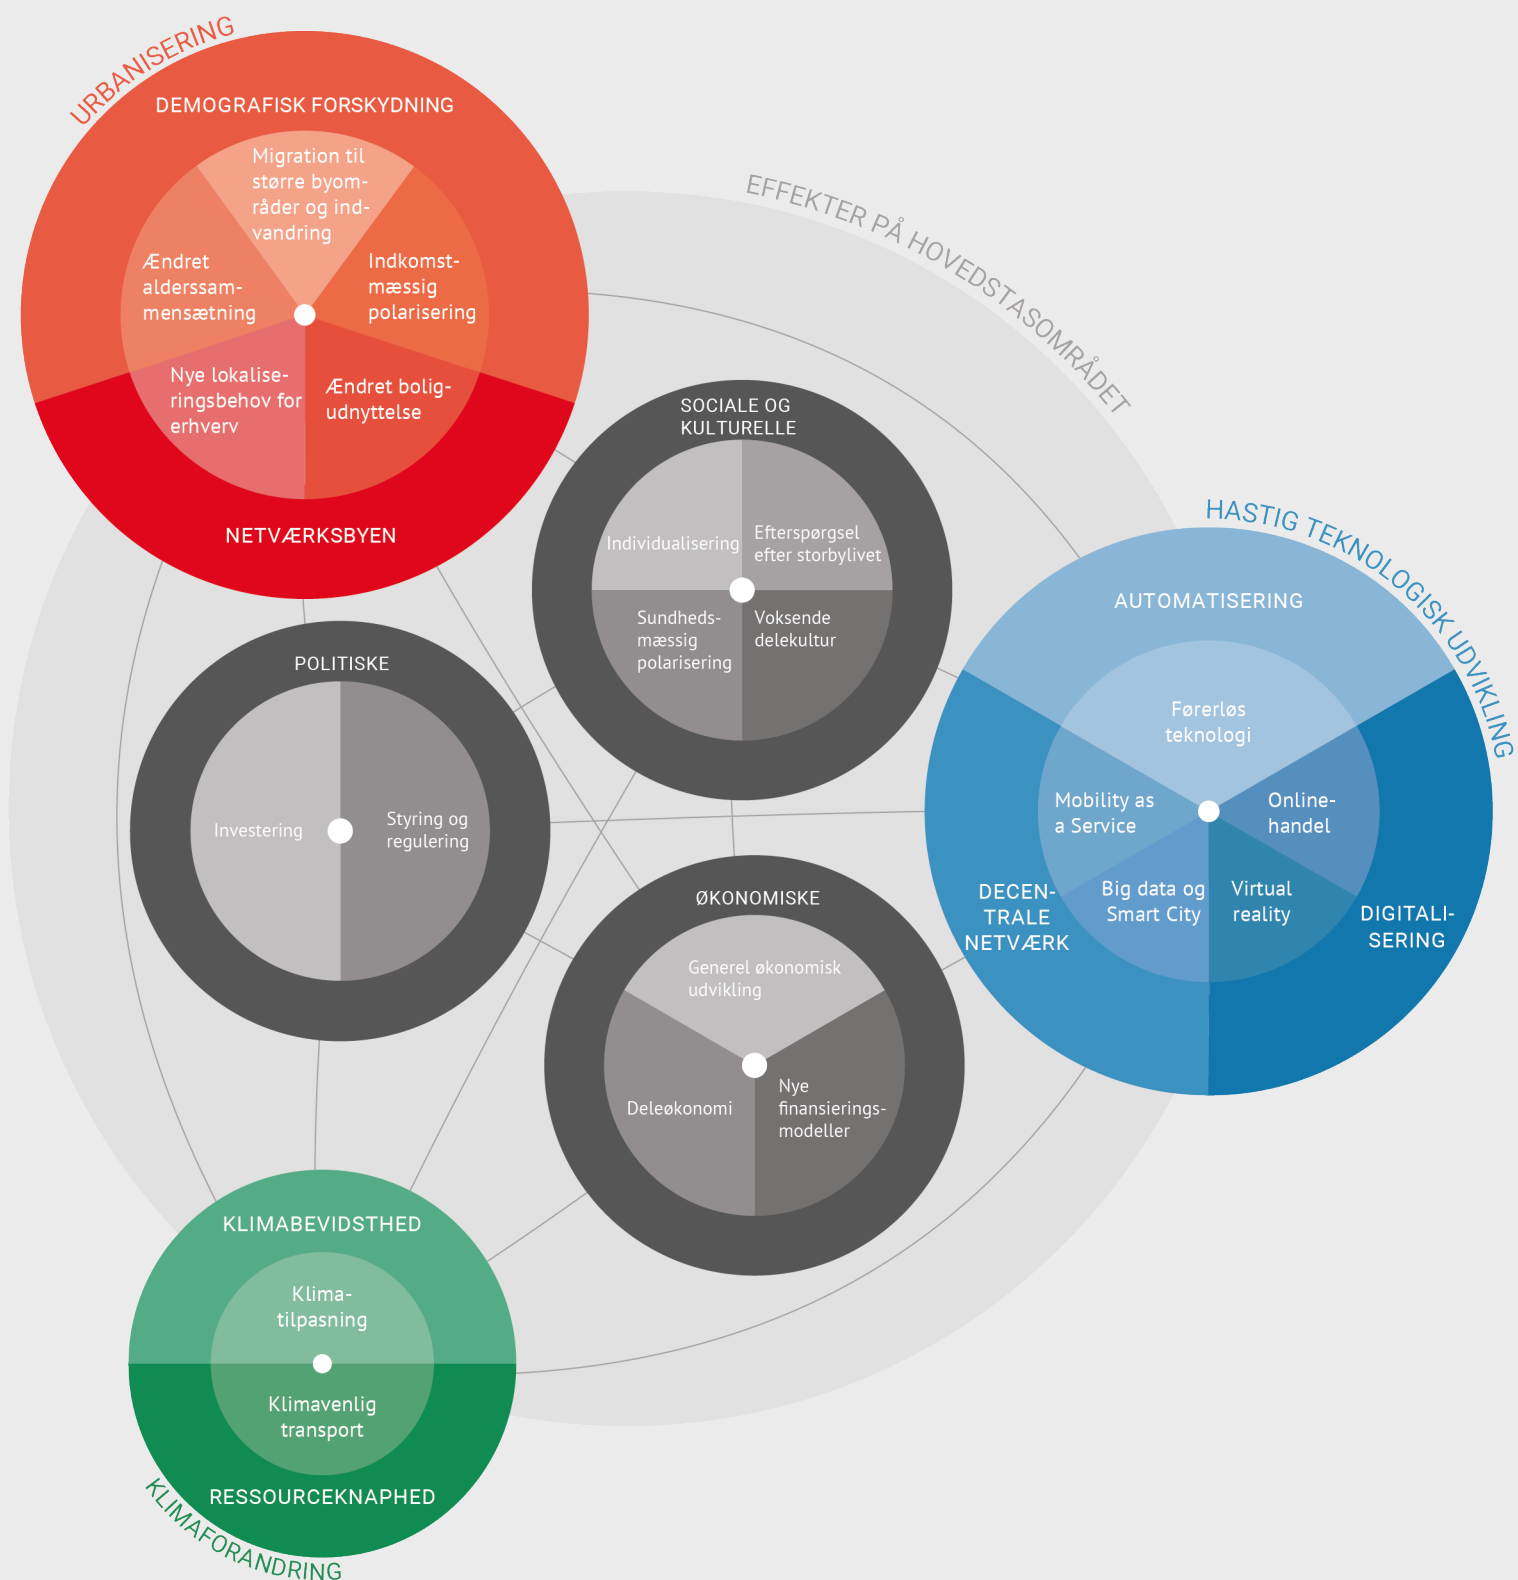 URBANISERING
DEMOGRAFISK FORSKYDNING
Migration til
større byom-
råder og ind-
vandring
Ændret
alderssam-
mensætning
Indkomst-
mæssig
polarisering
Nye lokalise-
ringsbehov for
erhverv
Ændret bolig-
udnyttelse
NETVÆRKSBYEN
EFFEKTER PÅ HOVEDSTASOMRÅDET
SOCIALE OG
KULTURELLE
Individualisering
Efterspørgsel
efter storbylivet
Sundheds-
mæssig
polarisering
Voksende
delekultur
HASTIG TEKNOLOGISK UDVIKLING
AUTOMATISERING
Førerløs
teknologi
Mobility as
a Service
Online-
handel
Big data og
Smart City
Virtual
reality
DECEN-
TRALE
NETVÆRK
DIGITALI-
SERING
POLITISKE
Investering
Styring og
regulering
ØKONOMISKE
Generel økonomisk
udvikling
Deleøkonomi
Nye
finansierings-
modeller
KLIMABEVIDSTHED
Klima-
tilpasning
Klimavenlig
transport
RESSOURCEKNAPHED
KLIMAFORANDRING